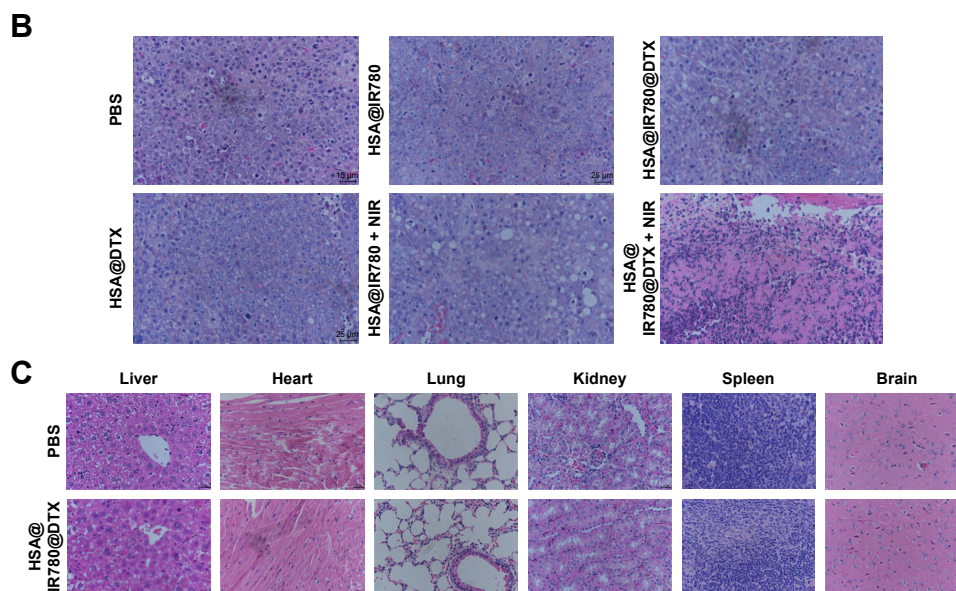 B
PBS
HSA@IR780
HSA@IR780@DTX
15 μm
25 μm
HSA@DTX
HSA@IR780 + NIR
HSA@
IR780@DTX + NIR
25 μm
C
Liver
Heart
Lung
Kidney
Spleen
Brain
PBS
HSA@
IR780@DTX